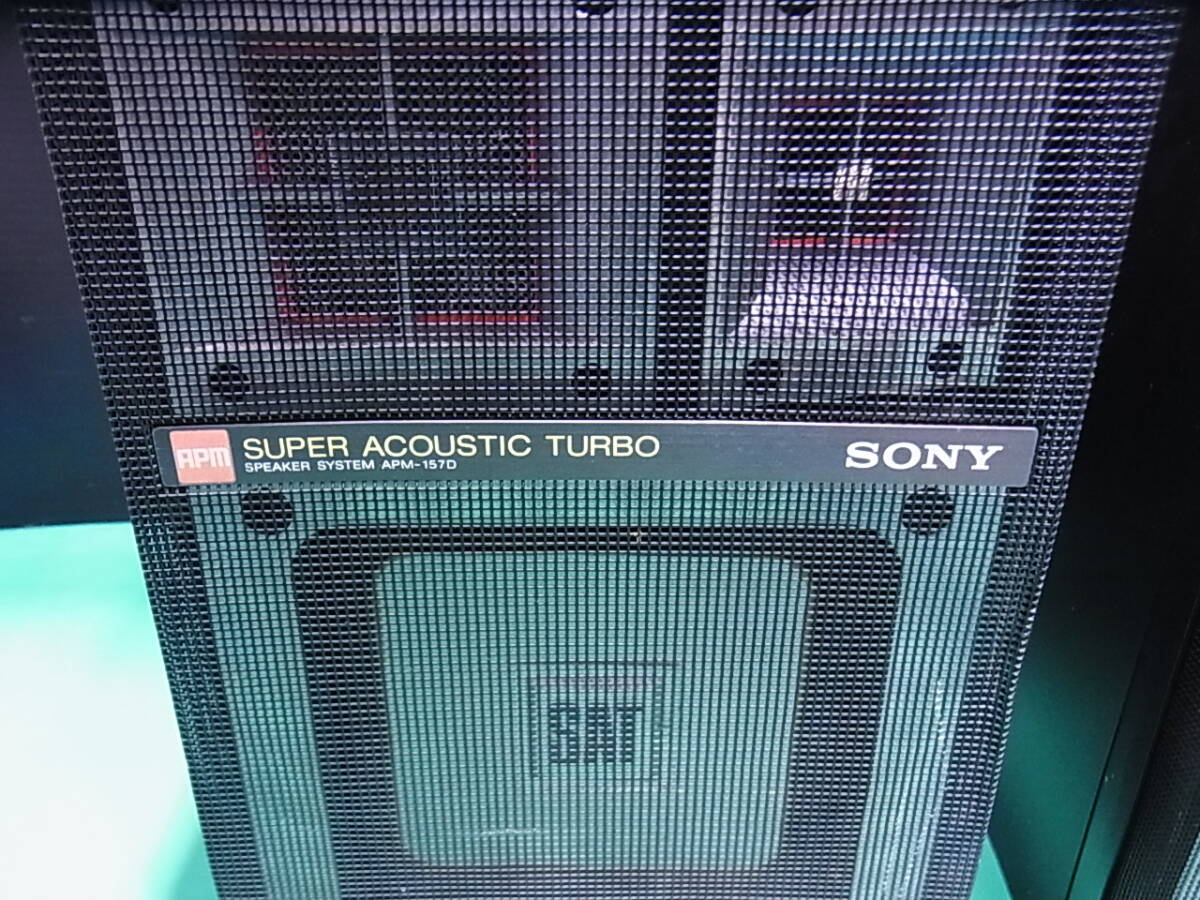 APM
SUPER ACOUSTIC TURBO
SPEAKER SYSTEM APM-157D
SONY
SAT